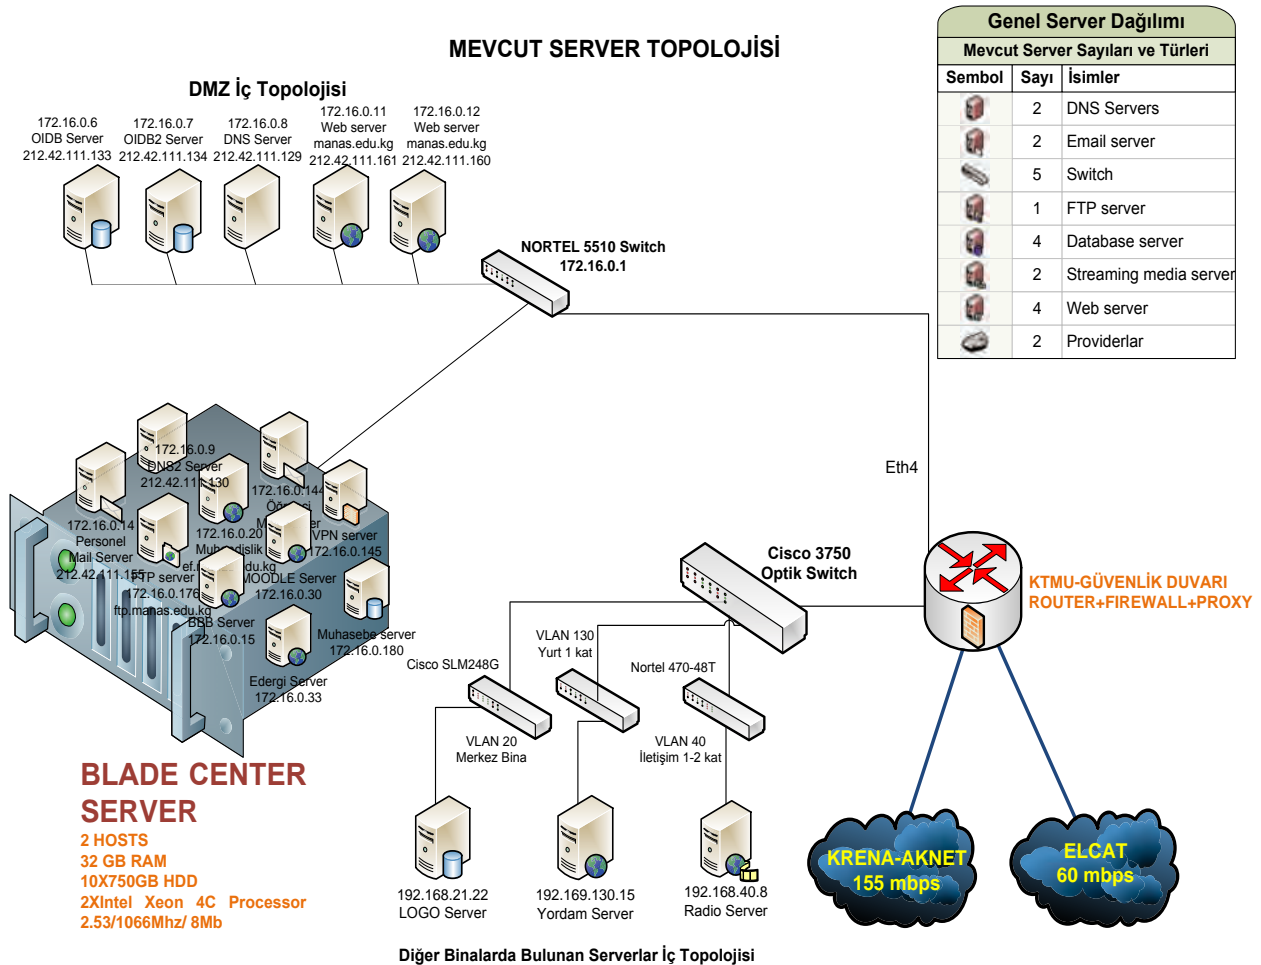 MEVCUT SERVER TOPOLOJİSİ
Genel Server Dağılımı
Mevcut Server Sayıları ve Türleri
Sembol Sayı İsimler
2 DNS Servers
2 Email server
5 Switch
1 FTP server
4 Database server
2 Streaming media server
4 Web server
2 Providerlar
DMZ İç Topolojisi
172.16.0.6
OIDB Server
212.42.111.133
172.16.0.7
OIDB2 Server
212.42.111.134
172.16.0.8
DNS Server
212.42.111.129
172.16.0.11
Web server
manas.edu.kg
212.42.111.161
172.16.0.12
Web server
manas.edu.kg
212.42.111.160
NORTEL 5510 Switch
172.16.0.1
Eth4
172.16.0.9
DNS2 Server
212.42.111.130
172.16.0.144
172.16.0.14
Personel
Mail Server
212.42.111.155
172.16.0.20
VPN server
172.16.0.145
FTP server
172.16.0.176
ftp.manas.edu.kg
MOODLE Server
172.16.0.30
BBB Server
172.16.0.15
Muhasebe server
172.16.0.180
Edergi Server
172.16.0.33
BLADE CENTER
SERVER
2 HOSTS
32 GB RAM
10X750GB HDD
2XIntel Xeon 4C Processor
2.53/1066Mhz/ 8Mb
Cisco 3750
Optik Switch
KTMU-GÜVENLİK DUVARI
ROUTER+FIREWALL+PROXY
Cisco SLM248G
VLAN 130
Yurt 1 kat
Nortel 470-48T
VLAN 20
Merkez Bina
VLAN 40
İletişim 1-2 kat
192.168.21.22
LOGO Server
192.169.130.15
Yordam Server
192.168.40.8
Radio Server
KRENA-AKNET
155 mbps
ELCAT
60 mbps
Diğer Binalarda Bulunan Serverlar İç Topolojisi